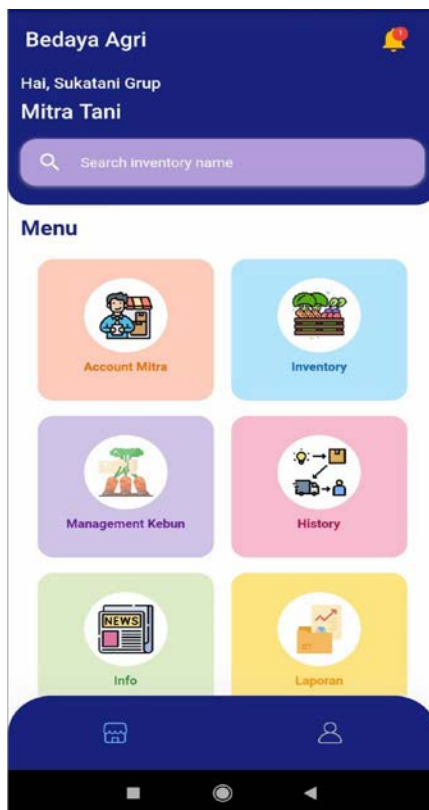 Bedaya Agri
1
Hai, Sukatani Grup
Mitra Tani
Search inventory name
Menu
Account Mitra
Inventory
Management Kebun
History
NEWS
Info
Laporan